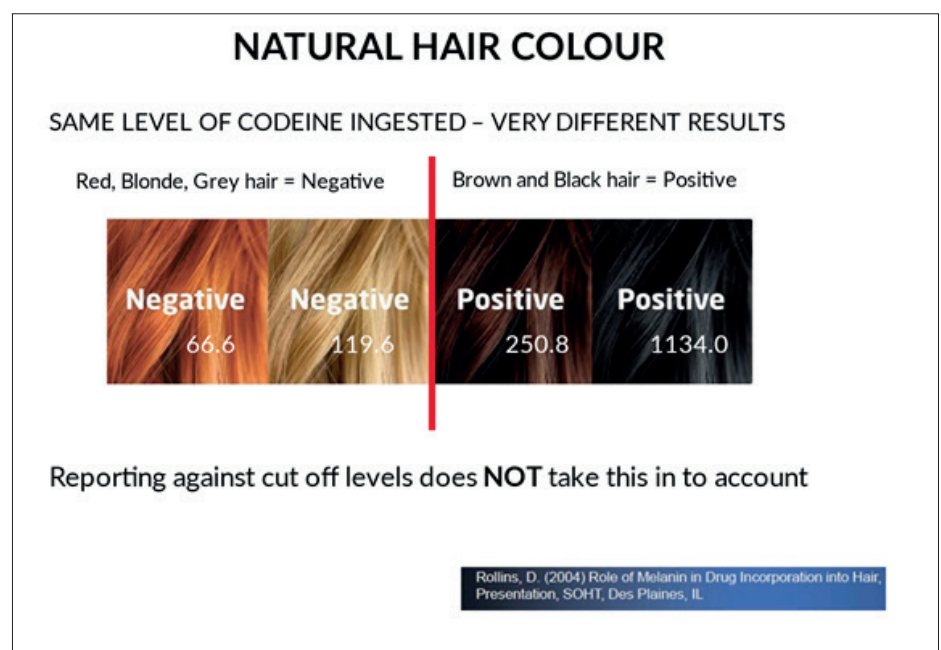 NATURAL HAIR COLOUR
SAME LEVEL OF CODEINE INGESTED – VERY DIFFERENT RESULTS
Red, Blonde, Grey hair = Negative
Brown and Black hair = Positive
Negative
66.6
Negative
119.6
Positive
250.8
Positive
1134.0
Reporting against cut off levels does NOT take this in to account
Rollins, D. (2004) Role of Melanin in Drug Incorporation into Hair,
Presentation, SOHT, Des Plaines, IL